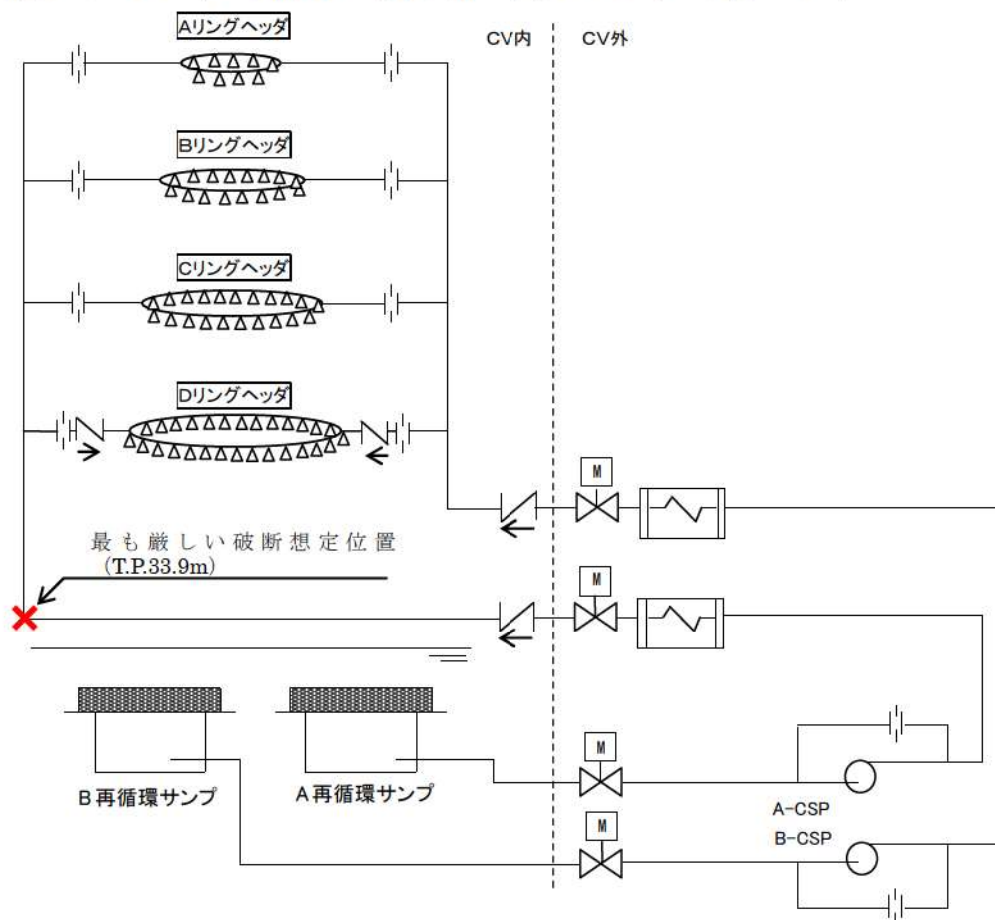 Aリングヘッダ
CV内
CV外
Bリングヘッダ
Cリングヘッダ
Dリングヘッダ
M
最も厳しい破断想定位置
(T.P.33.9m)
M
M
B再循環サンプ
A再循環サンプ
A-CSP
B-CSP
M